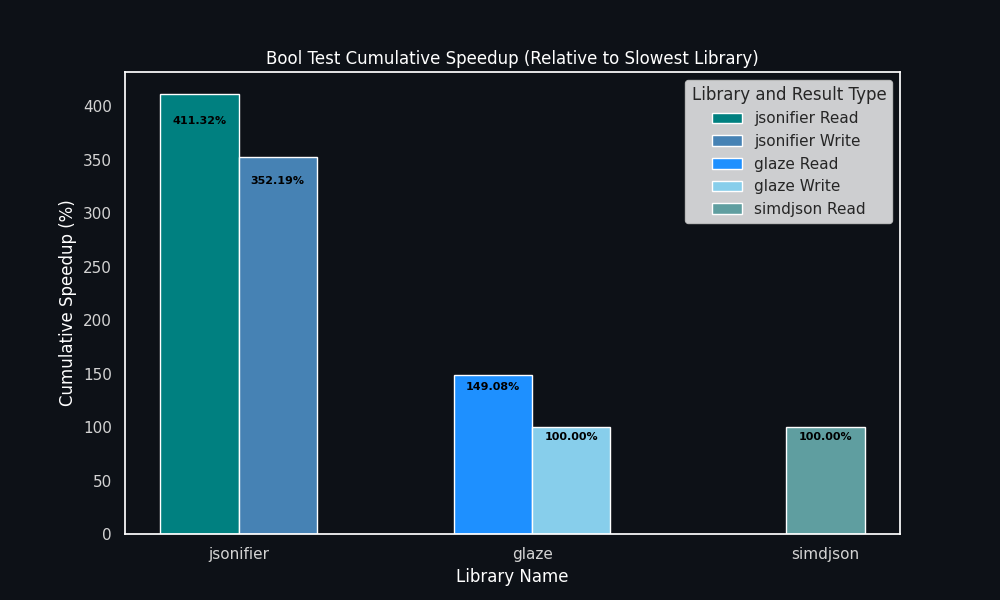 Bool Test Cumulative Speedup (Relative to Slowest Library)
Library and Result Type
jsonifier Read
jsonifier Write
glaze Read
glaze Write
simdjson Read
Cumulative Speedup (%)
400
350
300
250
200
150
100
50
0
411.32%
352.19%
149.08%
100.00%
100.00%
jsonifier
glaze
simdjson
Library Name